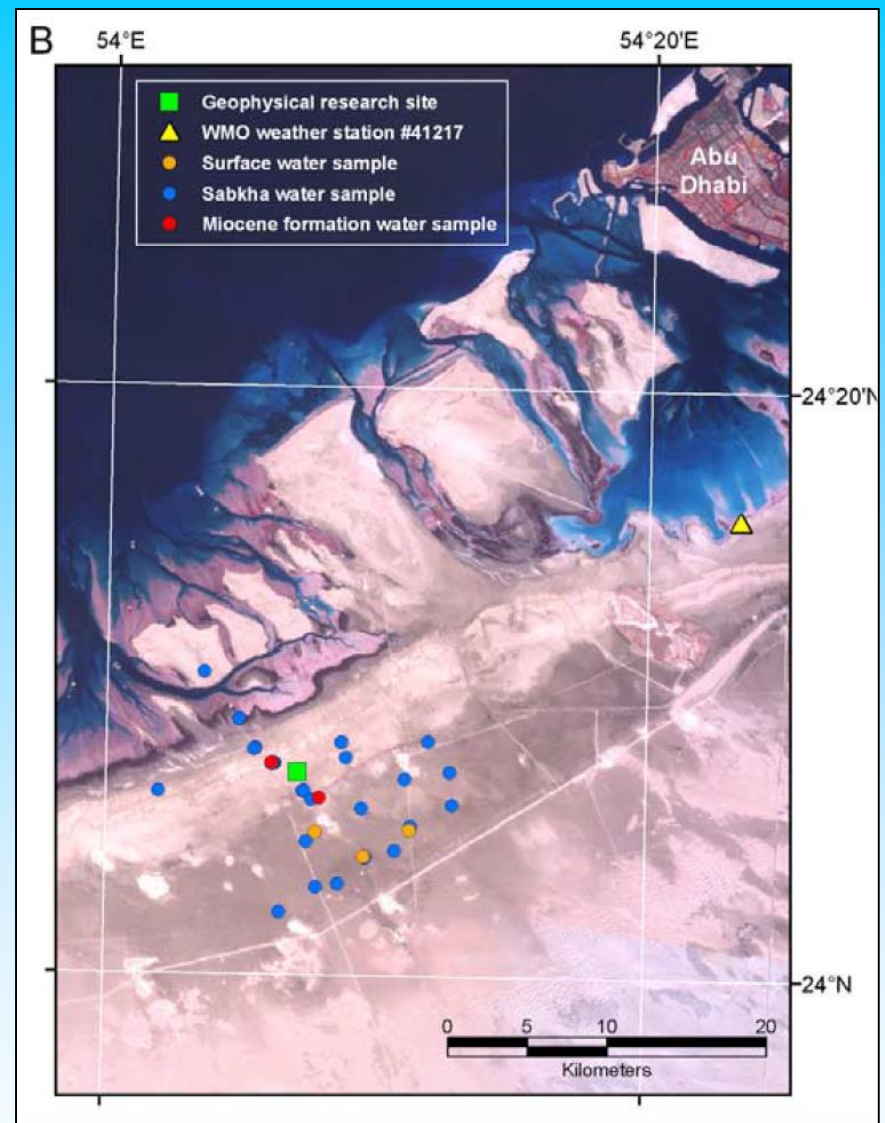 B
54°E
54°20'E
Geophysical research site
WMO weather station #41217
Surface water sample
Sabkha water sample
Miocene formation water sample
Abu
Dhabi
24°20'N
24°N
0 5 10 20
Kilometers